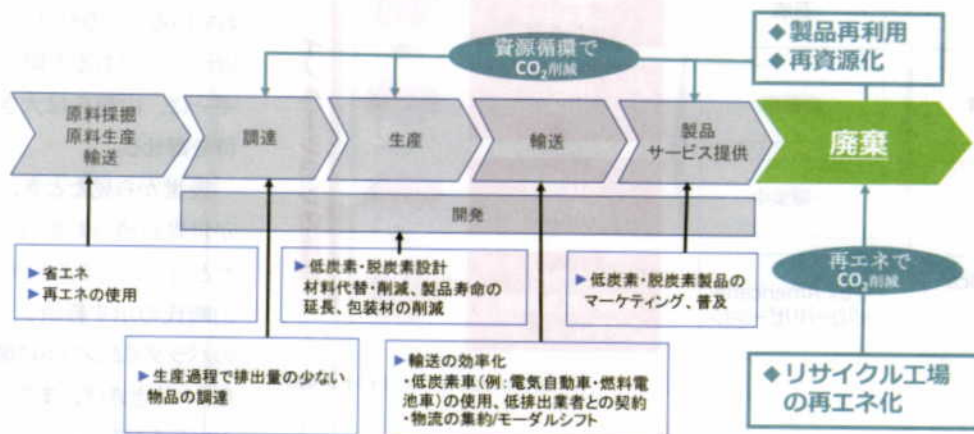 資源循環で
CO₂削減
◆製品再利用
◆再資源化
原料採掘
原料生産
輸送
調達
生産
輸送
製品
サービス提供
廃棄
開発
▶省エネ
▶再エネの使用
▶低炭素・脱炭素設計
材料代替・削減、製品寿命の
延長、包装材の削減
▶低炭素・脱炭素製品の
マーケティング、普及
再エネで
CO₂削減
▶生産過程で排出量の少ない
物品の調達
▶輸送の効率化
・低炭素車(例:電気自動車・燃料電
池車)の使用、低排出業者との契約
・物流の集約/モーダルシフト
◆リサイクル工場
の再エネ化